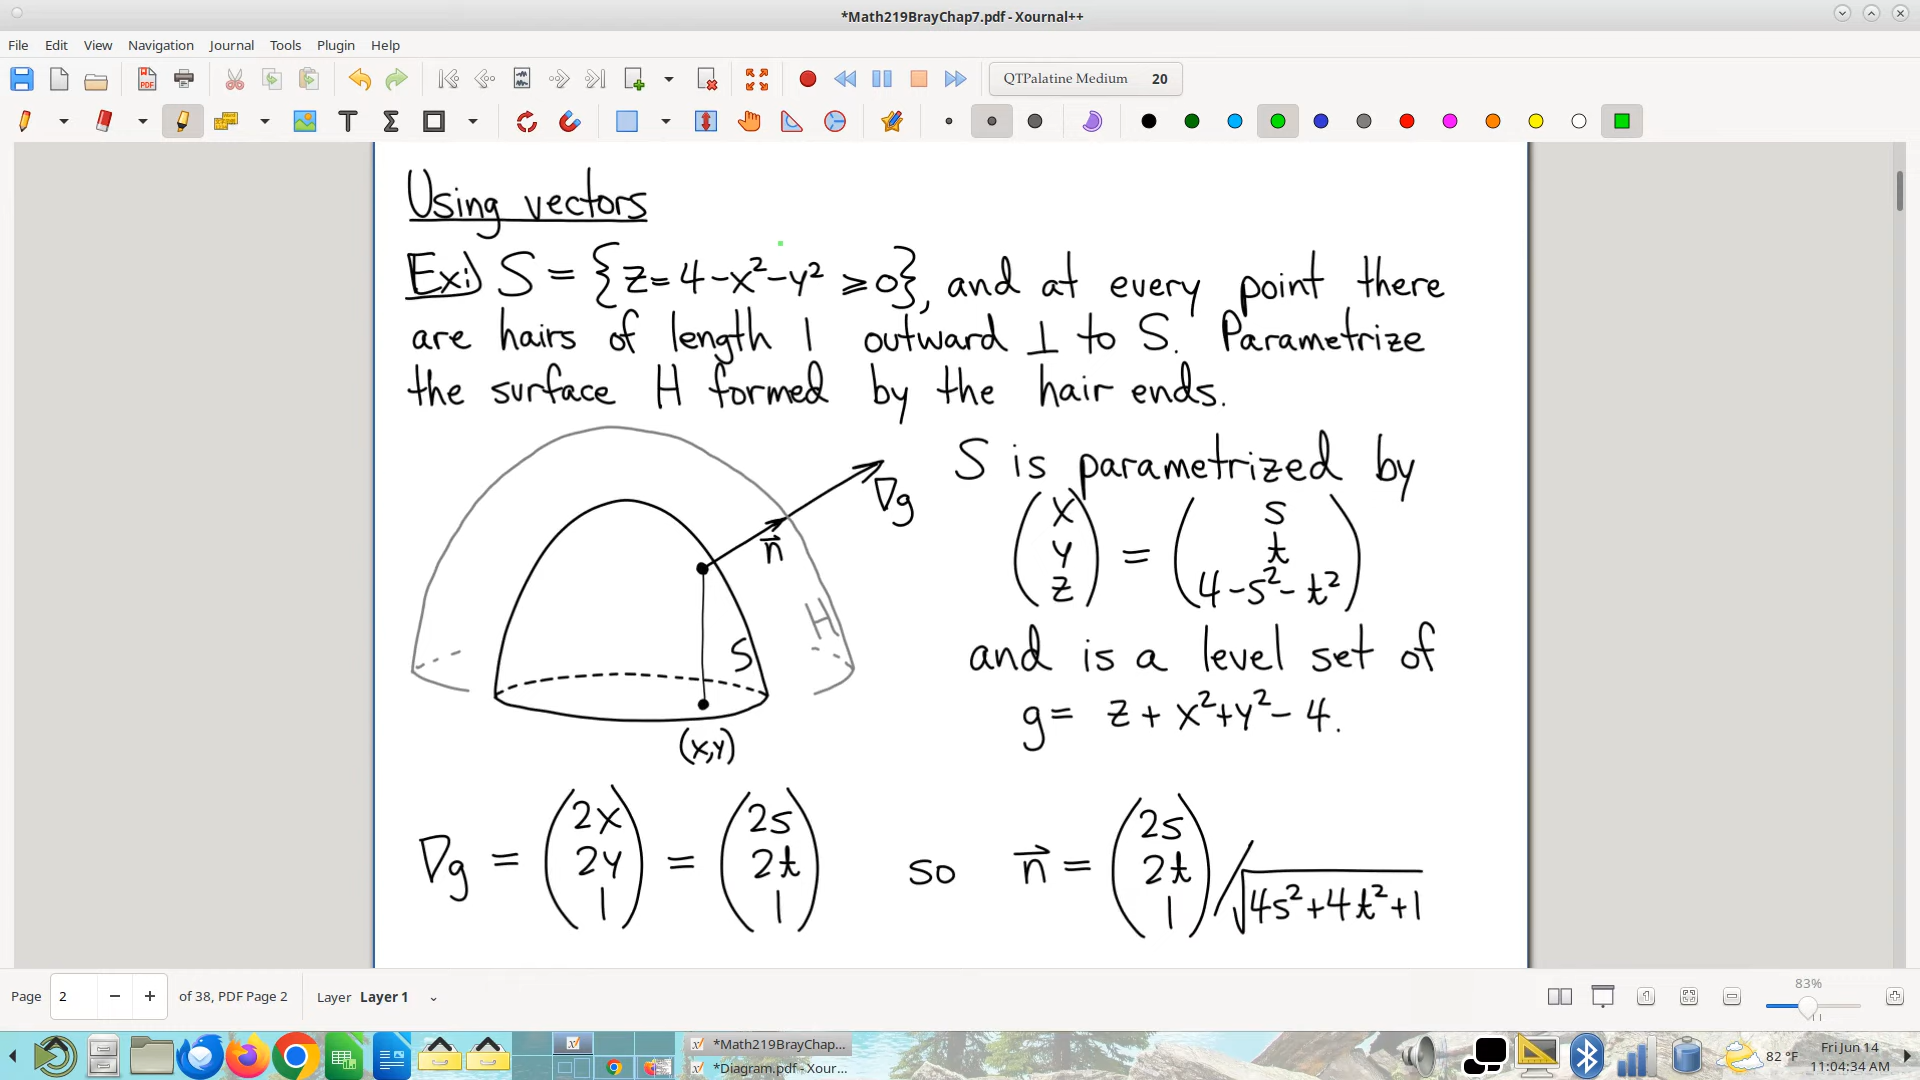 *Math219BrayChap7.pdf - Xournal++
File Edit View Navigation Journal Tools Plugin Help
QTPalatine Medium 20
Using vectors
Ex: S = {z=4-x²-y² ⩾0}, and at every point there
are hairs of length 1 outward ⊥ to S. Parametrize
the surface H formed by the hair ends.
S is parametrized by
(x y z) = (s t 4-s²-t²)
and is a level set of
g= z + x²+y²- 4.
∇g
n⃗
H
S
(x,y)
∇g = (2x 2y 1) = (2s 2t 1) so n⃗ = (2s 2t 1)/√4s²+4t²+1
Page 2 of 38, PDF Page 2 Layer Layer 1 83%
*Math219BrayChap...
*Diagram.pdf - Xour...
82 °F
Fri Jun 14
11:04:34 AM